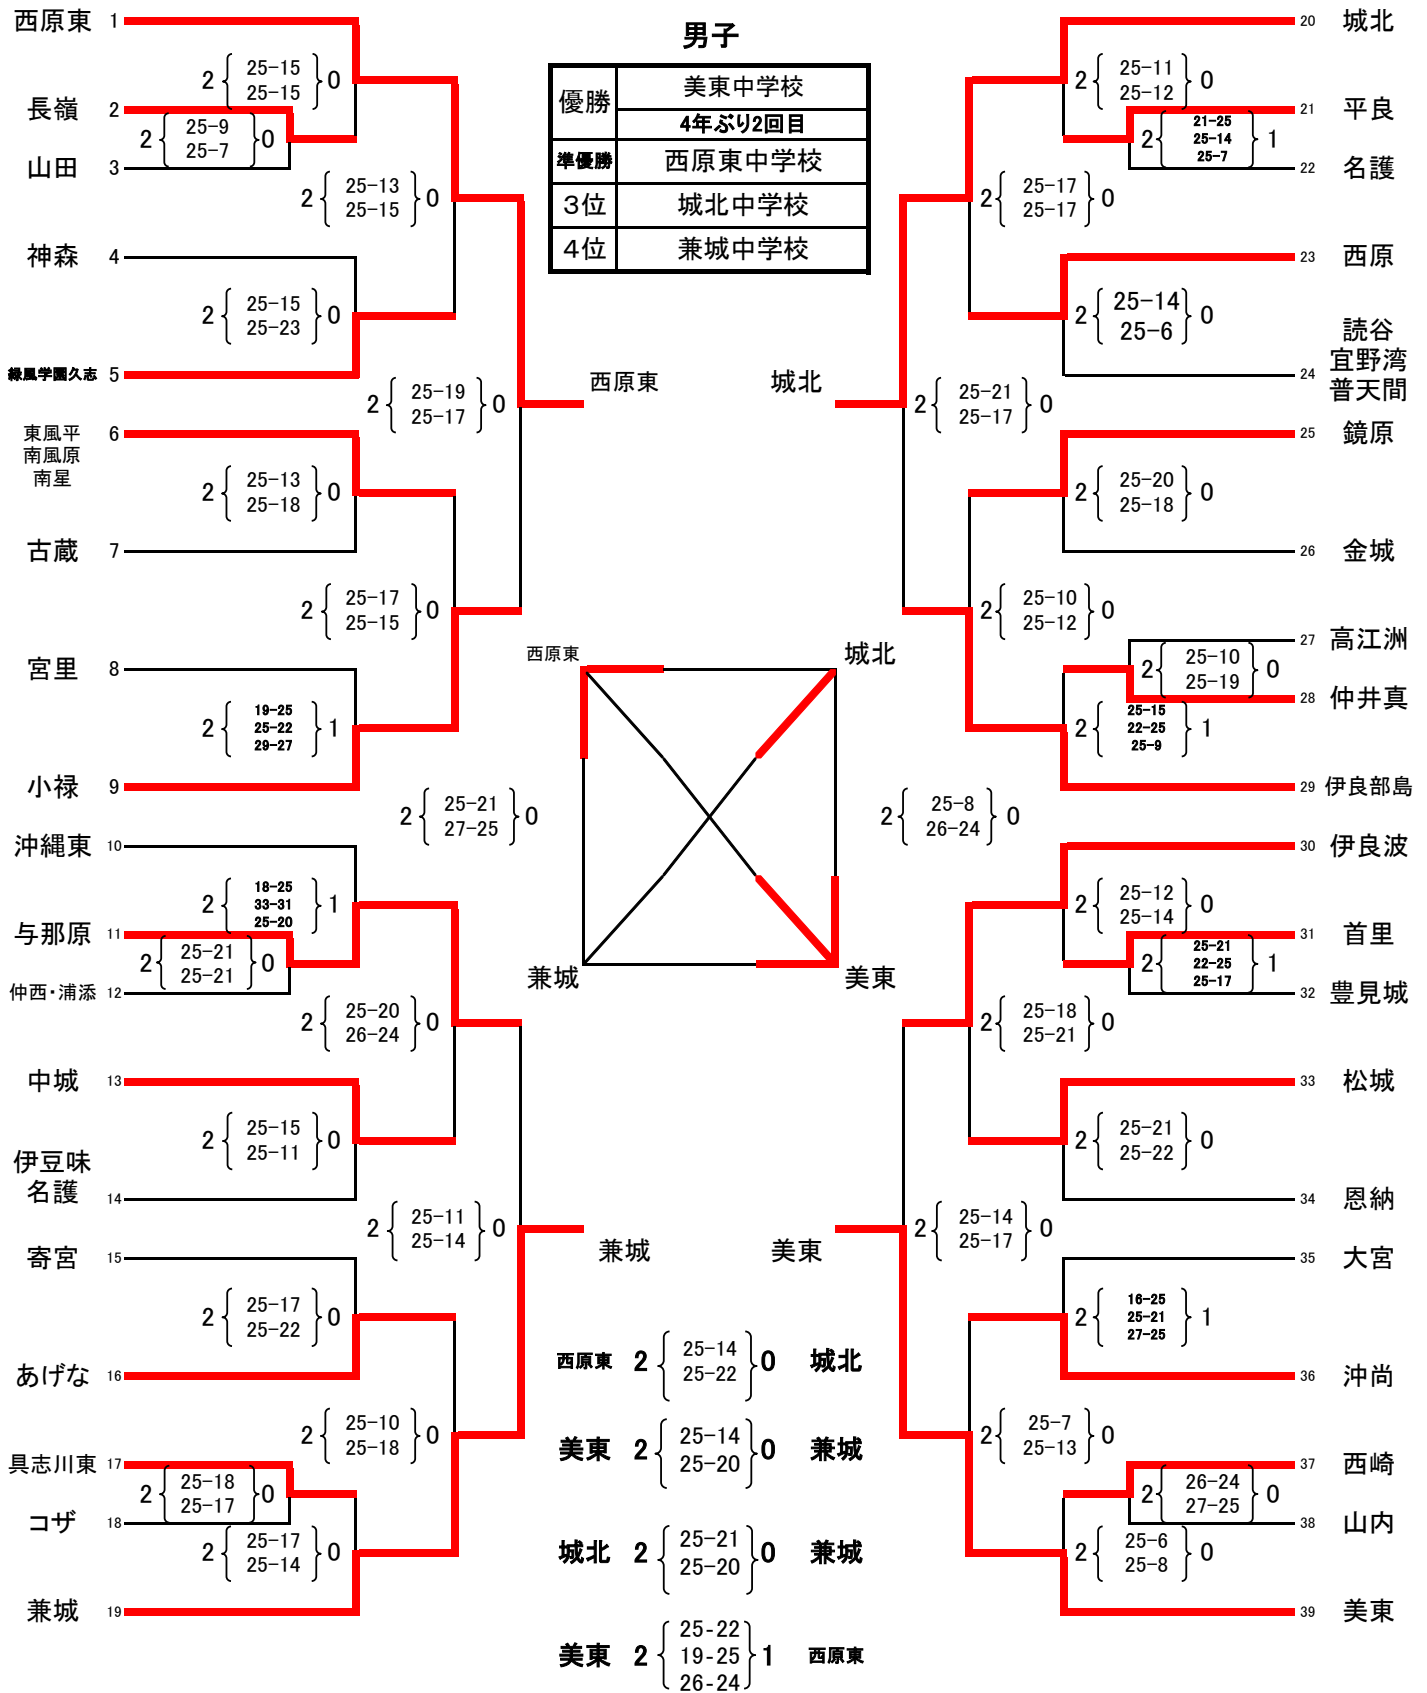 男子
優勝
美東中学校
4年ぶり2回目
準優勝
西原東中学校
3位
城北中学校
4位
兼城中学校
西原東 1
2 25-15 0
25-15
長嶺 2
2 25-9 0
25-7
山田 3
2 25-13 0
25-15
神森 4
2 25-15 0
25-23
緑風学園久志 5
2 25-19 0
25-17
西原東
東風平 6
南風原
南星
2 25-13 0
25-18
古蔵 7
2 25-17 0
25-15
宮里 8
2 19-25 1
25-22
29-27
小禄 9
2 25-21 0
27-25
沖縄東 10
2 18-25 1
33-31
25-20
与那原 11
2 25-21 0
25-21
仲西・浦添 12
2 25-20 0
26-24
中城 13
2 25-15 0
25-11
伊豆味
名護 14
2 25-11 0
25-14
兼城
寄宮 15
2 25-17 0
25-22
あげな 16
2 25-10 0
25-18
具志川東 17
2 25-18 0
25-17
コザ 18
2 25-17 0
25-14
兼城 19
20 城北
2 25-11 0
25-12
21 平良
2 21-25 1
25-14
25-7
22 名護
2 25-17 0
25-17
23 西原
2 25-14 0
25-6
読谷
24 宜野湾
普天間
城北
2 25-21 0
25-17
25 鏡原
2 25-20 0
25-18
26 金城
2 25-10 0
25-12
27 高江洲
2 25-10 0
25-19
28 仲井真
2 25-15 1
22-25
25-9
29 伊良部島
2 25-8 0
26-24
30 伊良波
2 25-12 0
25-14
31 首里
2 25-21 1
22-25
25-17
32 豊見城
2 25-18 0
25-21
33 松城
2 25-21 0
25-22
34 恩納
美東
2 25-14 0
25-17
35 大宮
2 16-25 1
25-21
27-25
36 沖尚
2 25-7 0
25-13
37 西崎
2 26-24 0
27-25
38 山内
2 25-6 0
25-8
39 美東
西原東
城北
兼城
美東
西原東 2 25-14 0 城北
25-22
美東 2 25-14 0 兼城
25-20
城北 2 25-21 0 兼城
25-20
美東 2 25-22 1 西原東
19-25
26-24